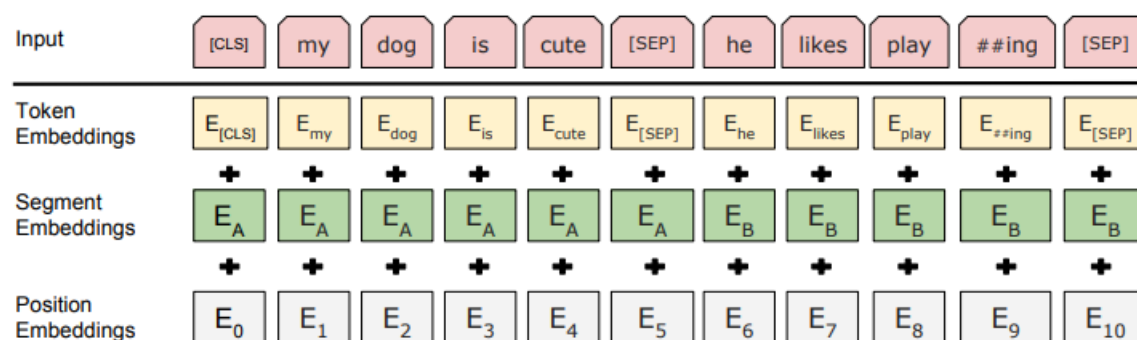 Input [CLS] my dog is cute [SEP] he likes play ##ing [SEP]
Token
Embeddings E[CLS] Emy Edog Eis Ecute E[SEP] Ehe Elikes Eplay E##ing E[SEP]
+ + + + + + + + + + +
Segment
Embeddings EA EA EA EA EA EA EB EB EB EB EB
+ + + + + + + + + + +
Position
Embeddings E0 E1 E2 E3 E4 E5 E6 E7 E8 E9 E10